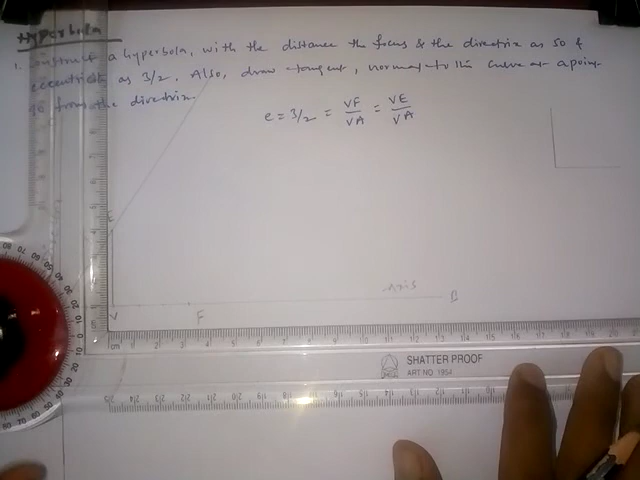 Hyperbola
1. Construct a hyperbola, with the distance the focus & the directrix as 50 &
eccentricity as 3/2. Also, draw tangent, normal to the curve at a point
from the directrix.
e = 3/2 = VF/VA = VE/VA
E
Axis
V F B
SHATTER PROOF
ART NO 1954